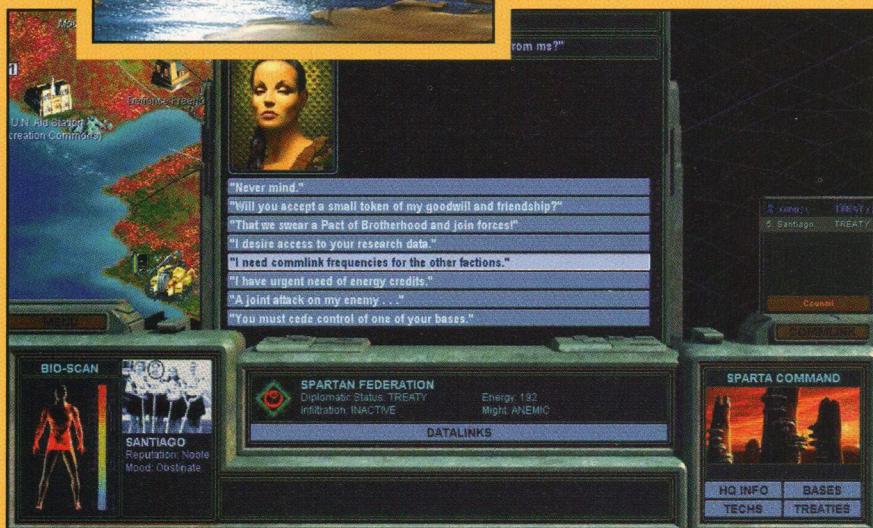 rom me?"
U.N. Aid Station
creation Commons)
"Never mind."
"Will you accept a small token of my goodwill and friendship?"
"That we swear a Pact of Brotherhood and join forces!"
"I desire access to your research data."
"I need commlink frequencies for the other factions."
"I have urgent need of energy credits."
"A joint attack on my enemy . . ."
"You must cede control of one of your bases."
TREATY
6. Santiago TREATY
Council
COMMLINK
MENU
BIO-SCAN
SANTIAGO
Reputation: Noble
Mood: Obstinate
SPARTAN FEDERATION
Diplomatic Status: TREATY
Infiltration: INACTIVE
Energy: 192
Might: ANEMIC
DATALINKS
SPARTA COMMAND
HQ INFO BASES
TECHS TREATIES